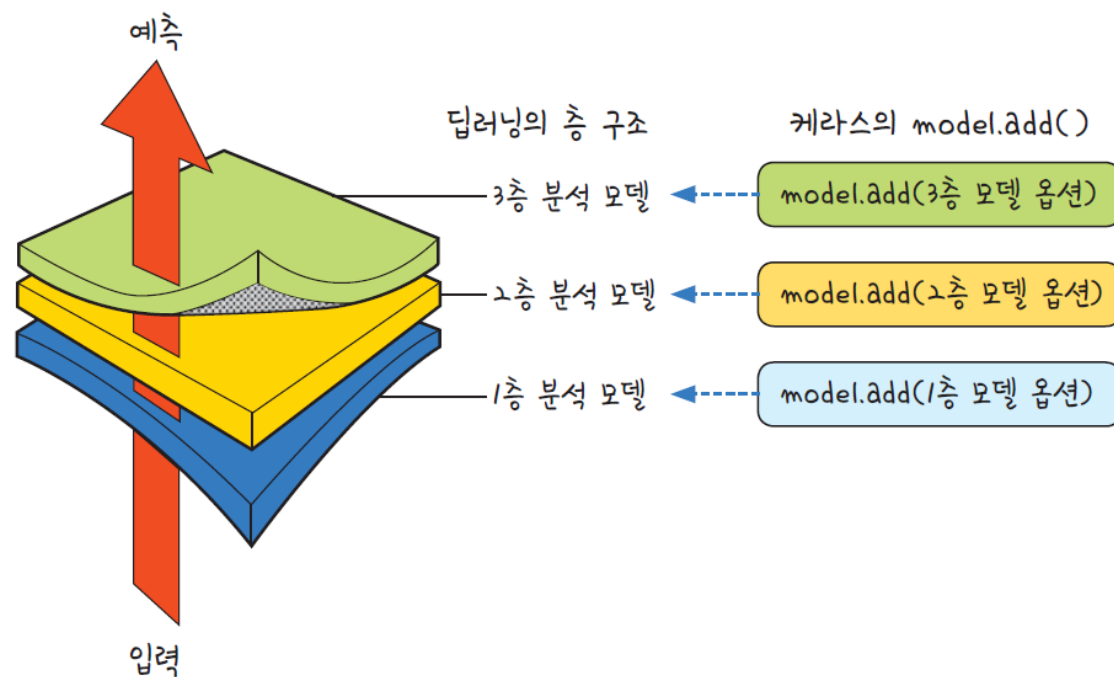 예측
딥러닝의 층 구조
케라스의 model.add()
3층 분석 모델
model.add(3층 모델 옵션)
2층 분석 모델
model.add(2층 모델 옵션)
1층 분석 모델
model.add(1층 모델 옵션)
입력